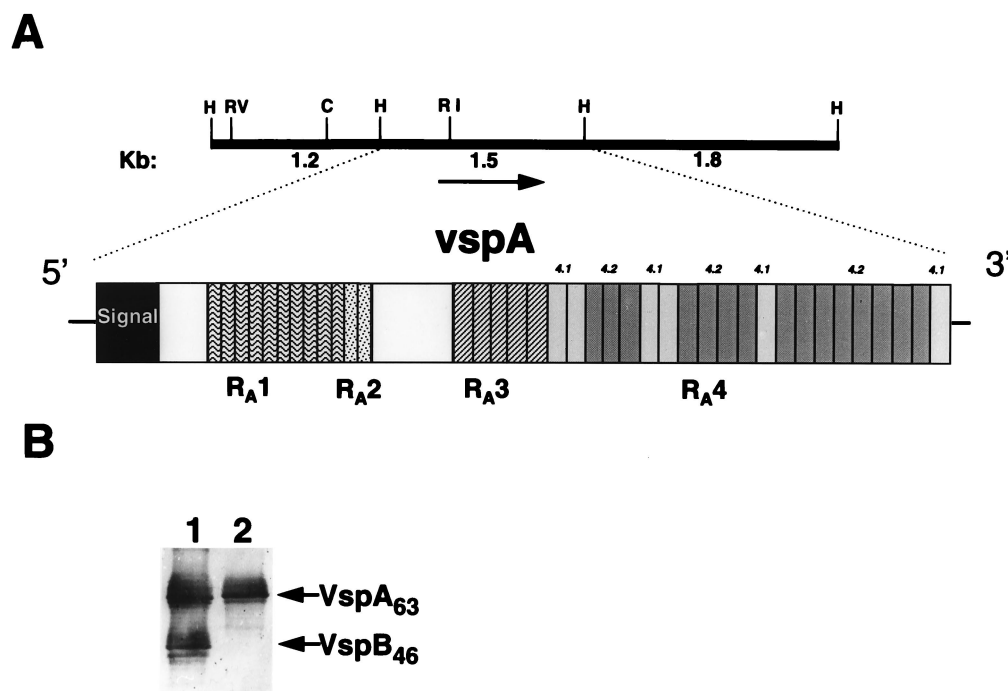 A
H RV C H R I H H
Kb: 1.2 1.5 1.8
vspA
5' 3'
4.1 4.2 4.1 4.2 4.1 4.2 4.1
Signal
RA1 RA2 RA3 RA4
B
1 2
VspA63
VspB46